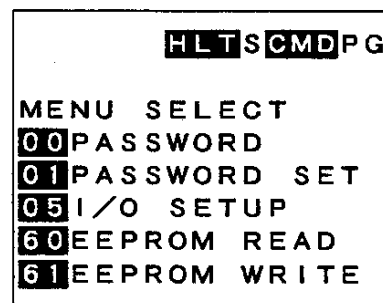 HLTSCMDPG
MENU SELECT
00PASSWORD
01PASSWORD SET
05I/O SETUP
60EEPROM READ
61EEPROM WRITE